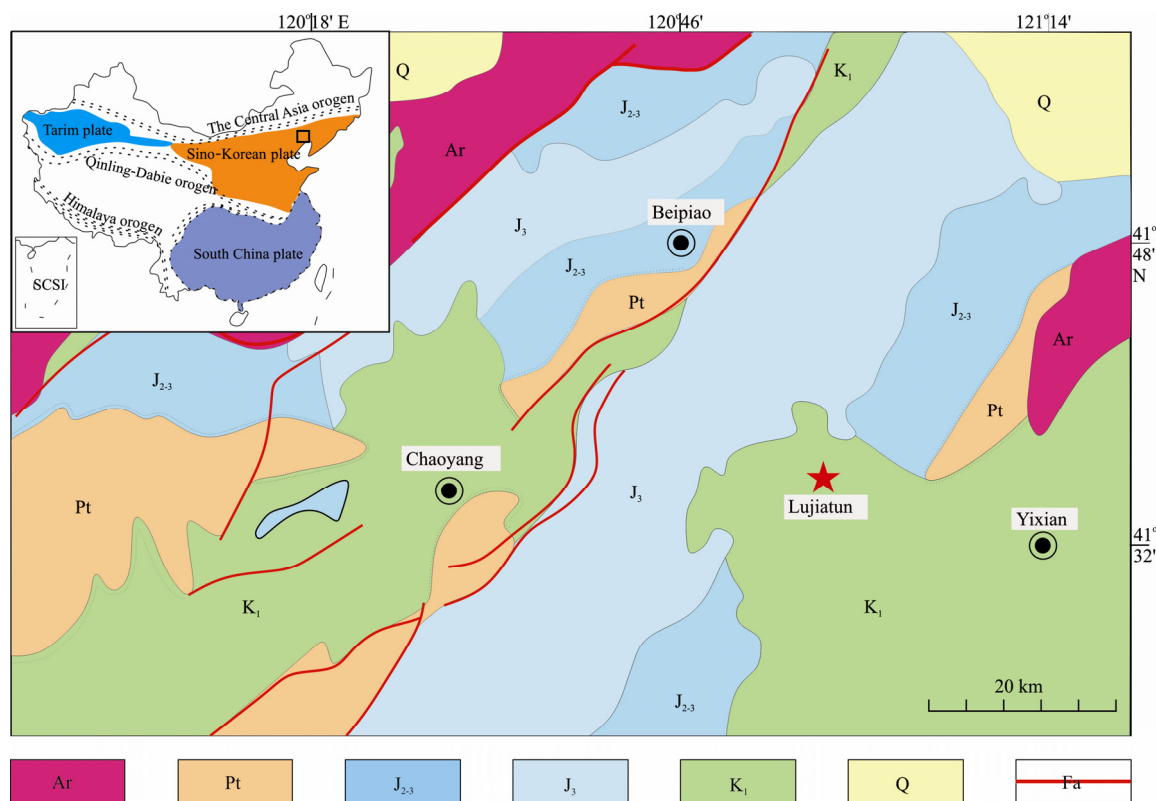 120°18' E
120°46'
121°14'
Q
K₁
J₂₋₃
Q
The Central Asia orogen
Tarim plate
Sino-Korean plate
Ar
Qinling-Dabie orogen
Himalaya orogen
Beipiao
J₃
41°
48'
N
South China plate
J₂₋₃
SCSI
Pt
J₂₋₃
Ar
J₂₋₃
Pt
Chaoyang
J₃
Lujiatun
Pt
Yixian
41°
32'
K₁
K₁
20 km
J₂₋₃
Ar
Pt
J₂₋₃
J₃
K₁
Q
Fa